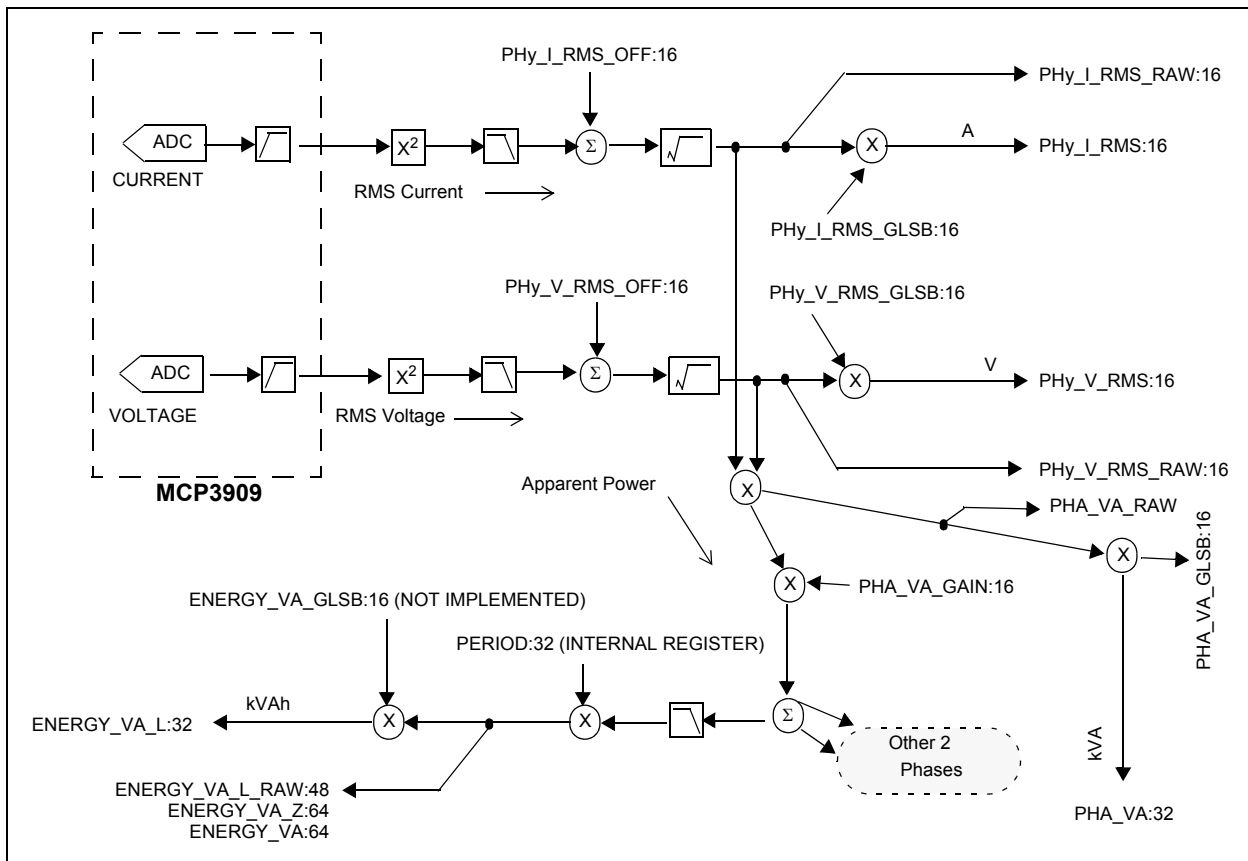 PHy_I_RMS_OFF:16
PHy_I_RMS_RAW:16
ADC
X²
Σ
√
X
A
PHy_I_RMS:16
CURRENT
RMS Current
PHy_I_RMS_GLSB:16
PHy_V_RMS_OFF:16
PHy_V_RMS_GLSB:16
ADC
X²
Σ
√
X
V
PHy_V_RMS:16
VOLTAGE
RMS Voltage
MCP3909
Apparent Power
X
PHy_V_RMS_RAW:16
PHA_VA_RAW
X
PHA_VA_GLSB:16
X
PHA_VA_GAIN:16
ENERGY_VA_GLSB:16 (NOT IMPLEMENTED)
PERIOD:32 (INTERNAL REGISTER)
kVAh
ENERGY_VA_L:32
X
X
Σ
Other 2
Phases
kVA
ENERGY_VA_L_RAW:48
ENERGY_VA_Z:64
ENERGY_VA:64
PHA_VA:32